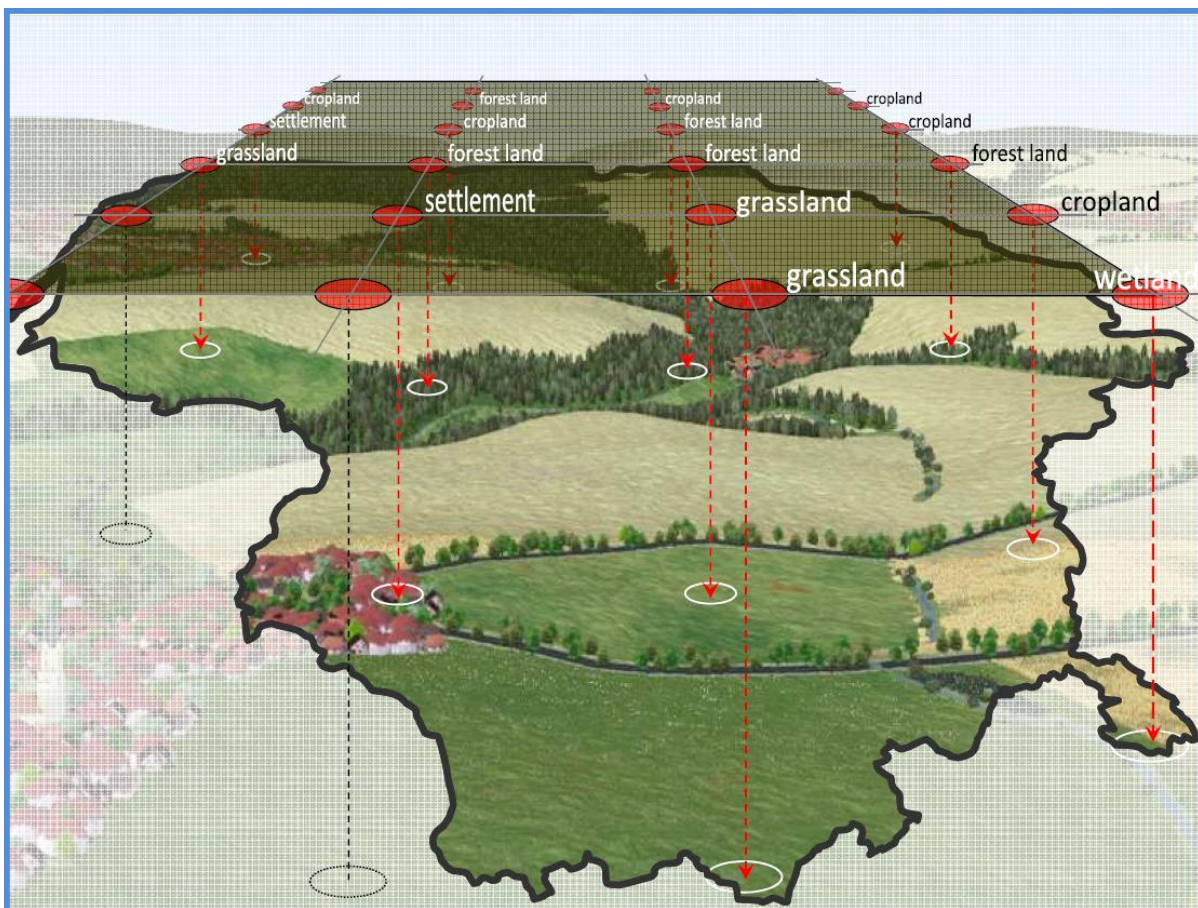 cropland forest land cropland cropland
settlement cropland forest land cropland
grassland forest land forest land forest land
settlement grassland cropland
grassland wetland